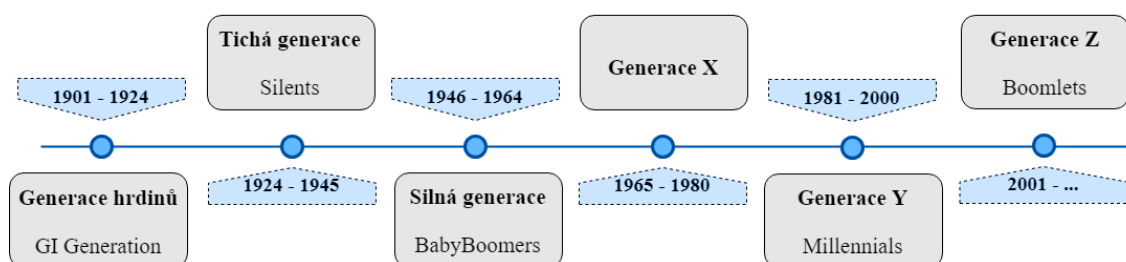 Tichá generace
Silents
Generace X
Generace Z
Boomlets
1901 - 1924
1946 - 1964
1981 - 2000
1924 - 1945
1965 - 1980
2001 - ...
Generace hrdinů
GI Generation
Silná generace
BabyBoomers
Generace Y
Millennials